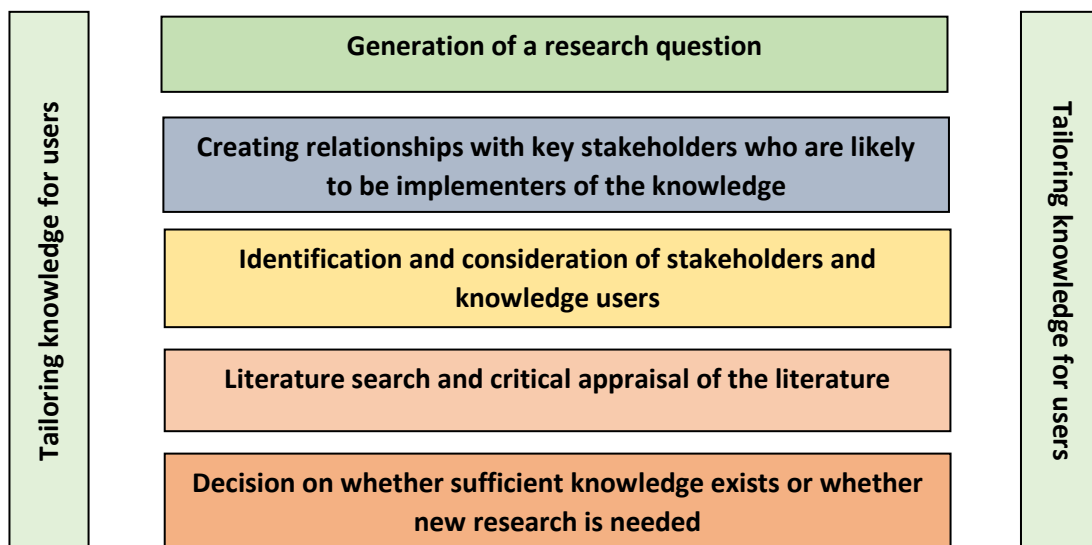 Tailoring knowledge for users
Generation of a research question
Creating relationships with key stakeholders who are likely
to be implementers of the knowledge
Identification and consideration of stakeholders and
knowledge users
Literature search and critical appraisal of the literature
Decision on whether sufficient knowledge exists or whether
new research is needed
Tailoring knowledge for users